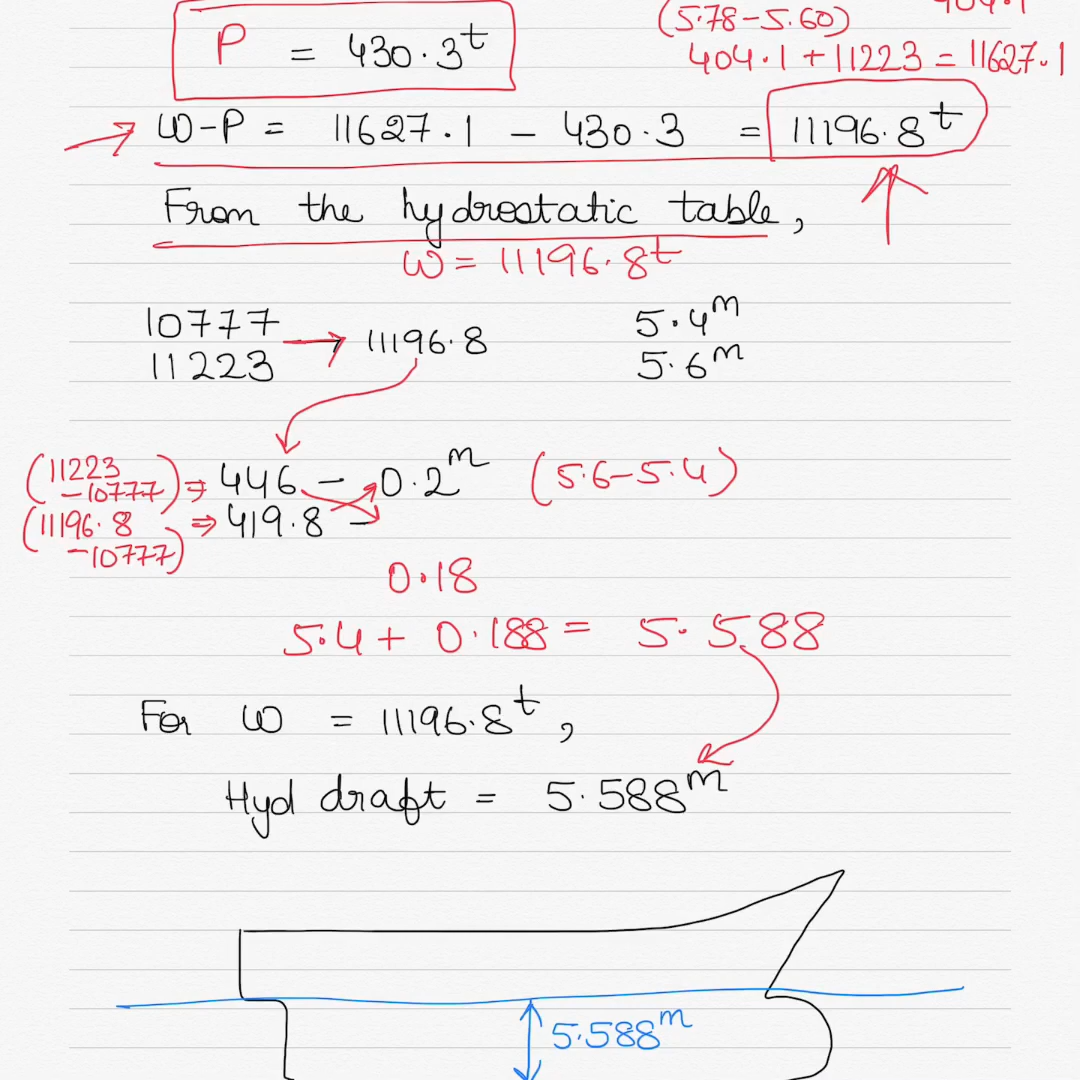 (5.78-5.60)
P = 430.3t
404.1 + 11223 = 11627.1
W-P = 11627.1 - 430.3 = 11196.8t
From the hydrostatic table,
W = 11196.8t
10777 5.4m
→ 11196.8
11223 5.6m
(11223 -10777) ⇒ 446 - 0.2m (5.6-5.4)
(11196.8 -10777) ⇒ 419.8 -
0.18
5.4 + 0.188 = 5.588
For W = 11196.8t,
Hyd draft = 5.588m
5.588m